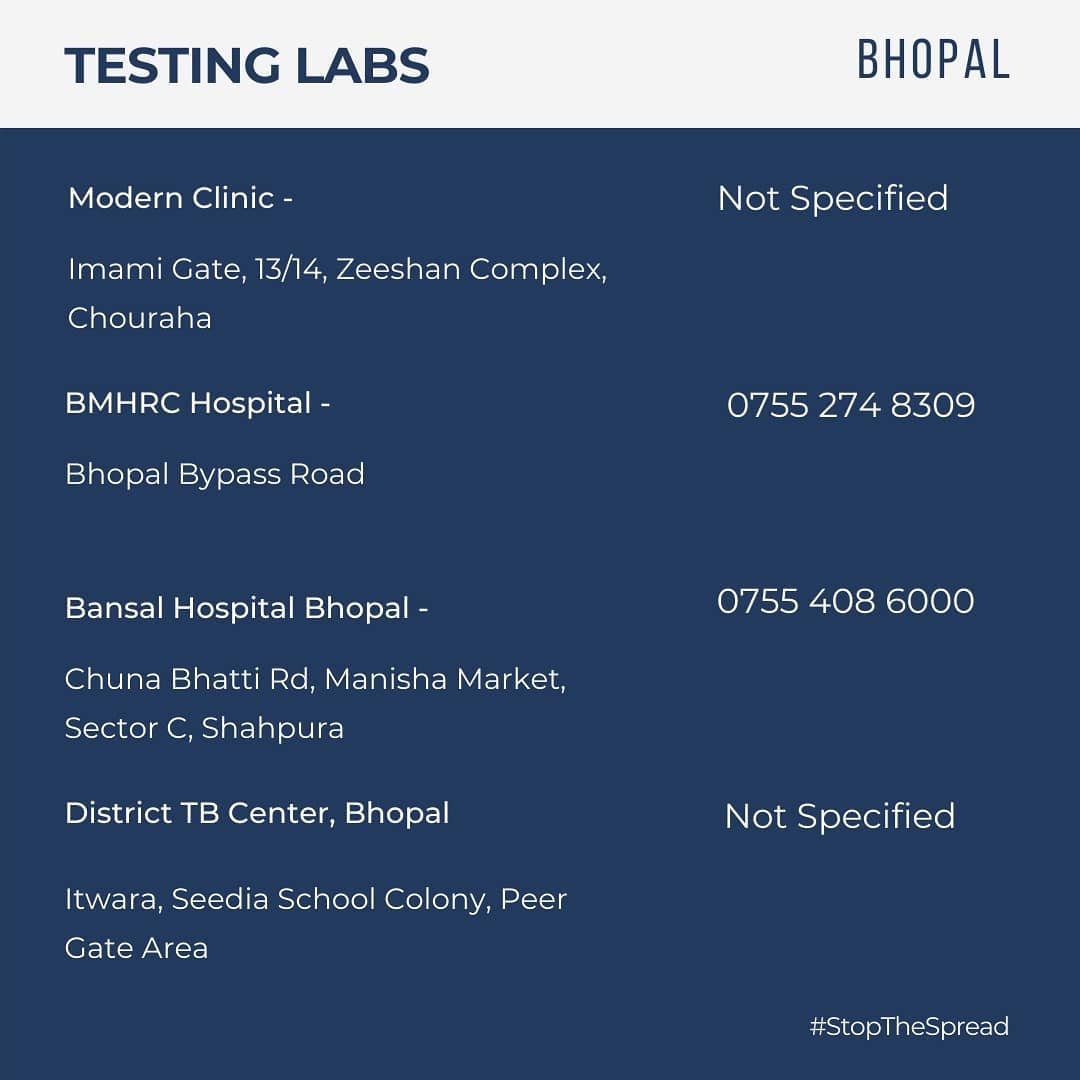 TESTING LABS
BHOPAL
Modern Clinic -
Not Specified
Imami Gate, 13/14, Zeeshan Complex,
Chouraha
BMHRC Hospital -
0755 274 8309
Bhopal Bypass Road
Bansal Hospital Bhopal -
0755 408 6000
Chuna Bhatti Rd, Manisha Market,
Sector C, Shahpura
District TB Center, Bhopal
Not Specified
Itwara, Seedia School Colony, Peer
Gate Area
#StopTheSpread